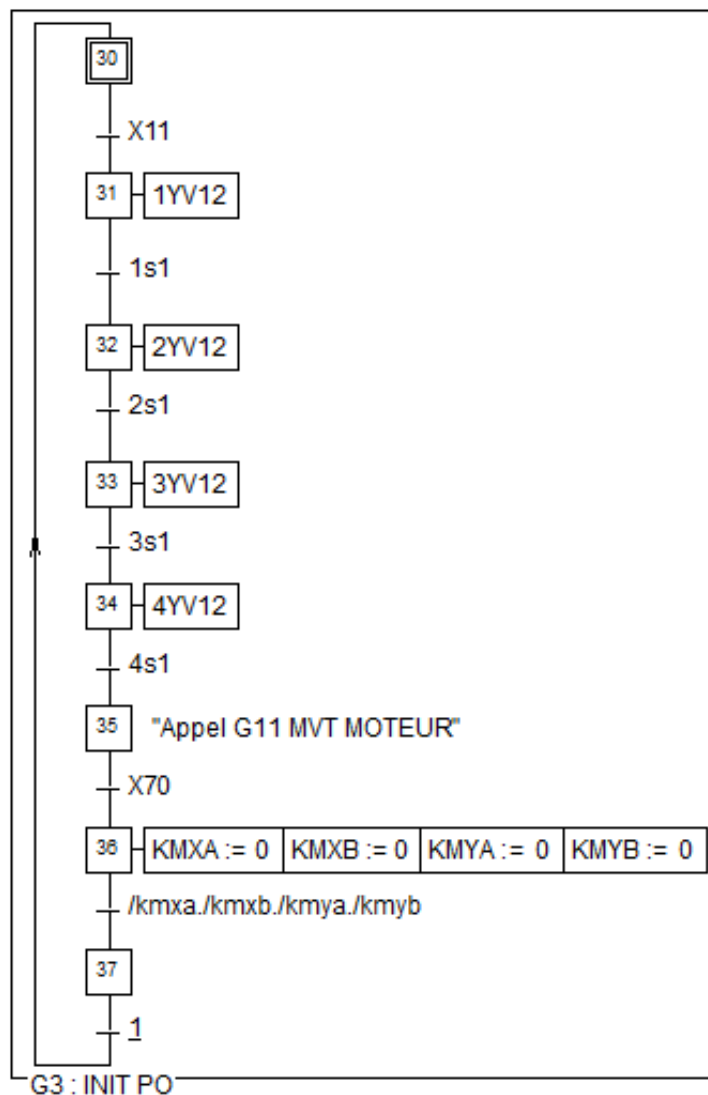 30
X11
31 1YV12
1s1
32 2YV12
2s1
33 3YV12
3s1
34 4YV12
4s1
35 "Appel G11 MVT MOTEUR"
X70
36 KMXA := 0 KMXB := 0 KMYA := 0 KMYB := 0
/kmxa./kmxb./kmya./kmyb
37
1
G3 : INIT PO